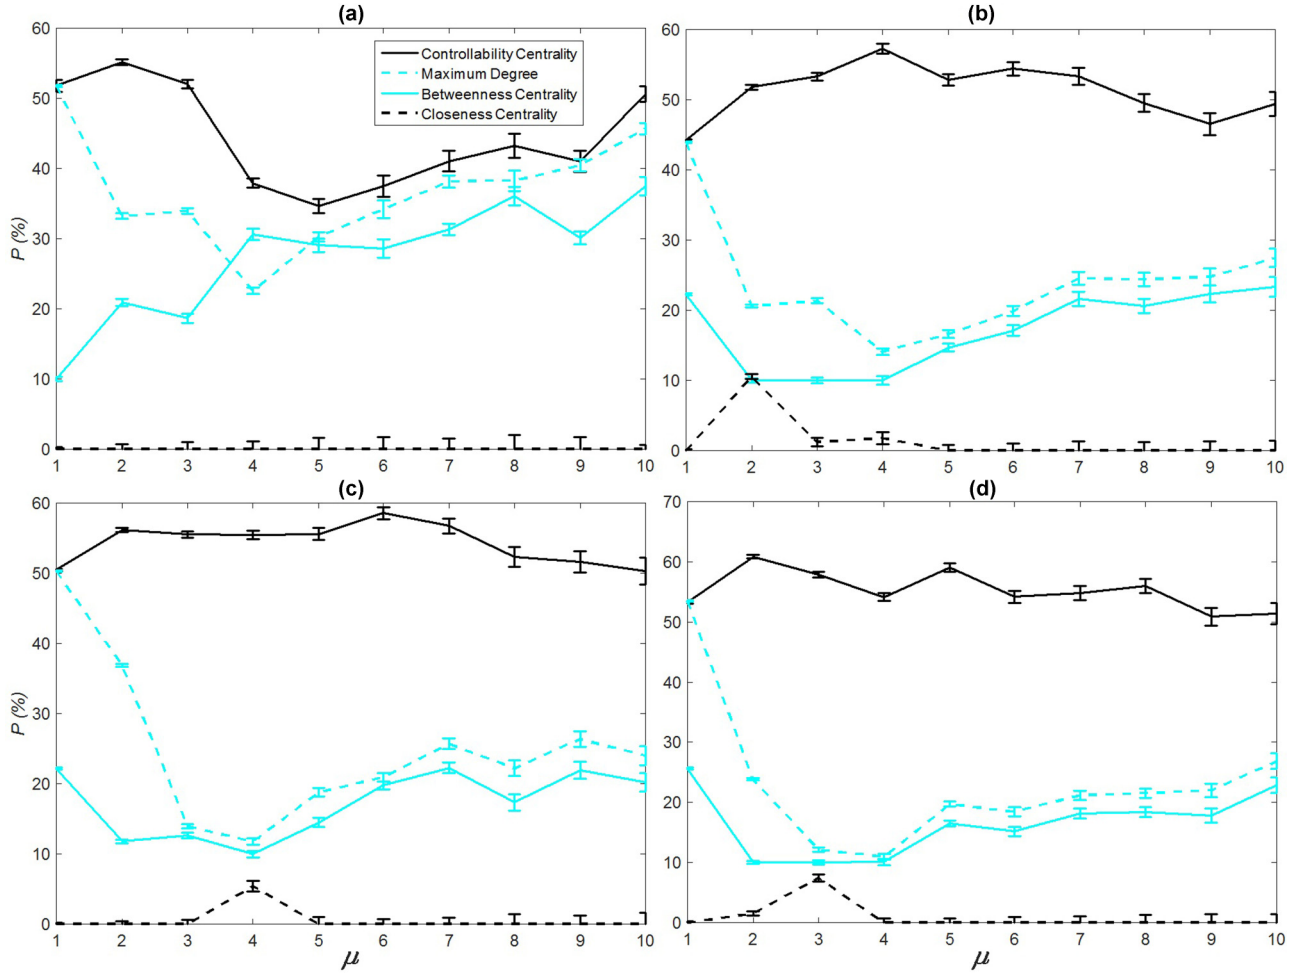 (a)
60
50
40
30
20
10
0
P (%)
1 2 3 4 5 6 7 8 9 10
Controllability Centrality
Maximum Degree
Betweenness Centrality
Closeness Centrality
(b)
60
50
40
30
20
10
0
1 2 3 4 5 6 7 8 9 10
(c)
60
50
40
30
20
10
0
P (%)
1 2 3 4 5 6 7 8 9 10
μ
(d)
70
60
50
40
30
20
10
0
1 2 3 4 5 6 7 8 9 10
μ